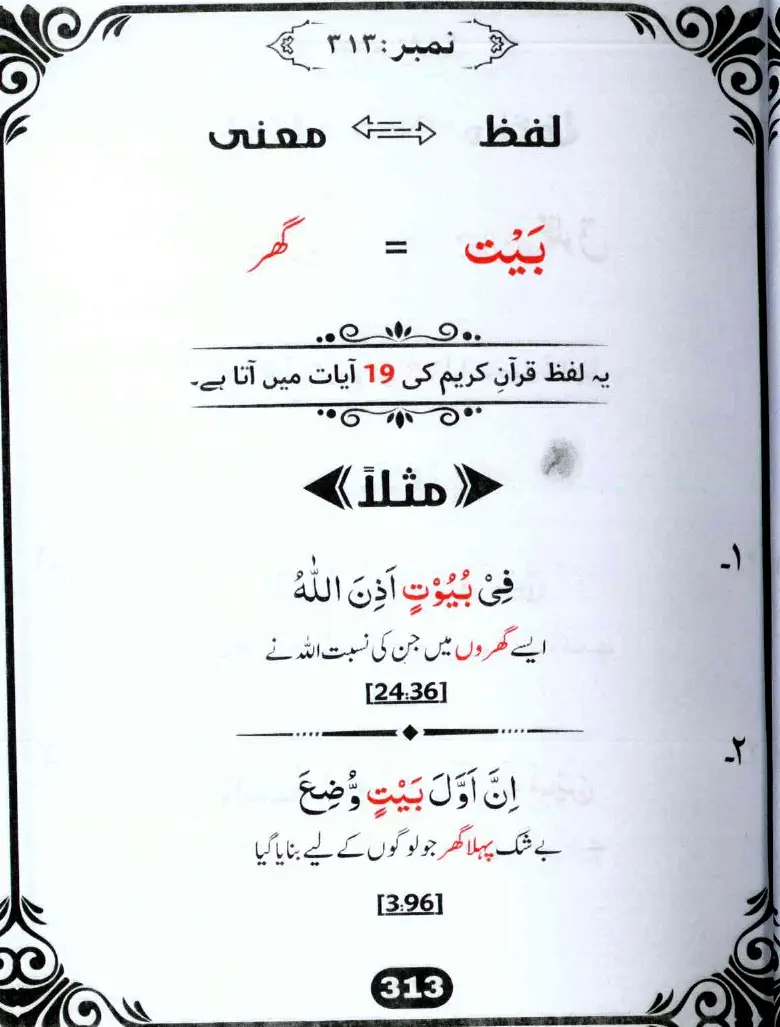 نمبر: ۳۱۳
لفظ ⇐⇒ معنی
بَیْت = گھر
یہ لفظ قرآنِ کریم کی 19 آیات میں آتا ہے۔
مثلاً
۱۔
فِیْ بُیُوْتٍ اَذِنَ اللّٰهُ
ایسے گھروں میں جن کی نسبت اللہ نے
[24:36]
۲۔
اِنَّ اَوَّلَ بَیْتٍ وُّضِعَ
بے شک پہلا گھر جو لوگوں کے لیے بنایا گیا
[3:96]
313